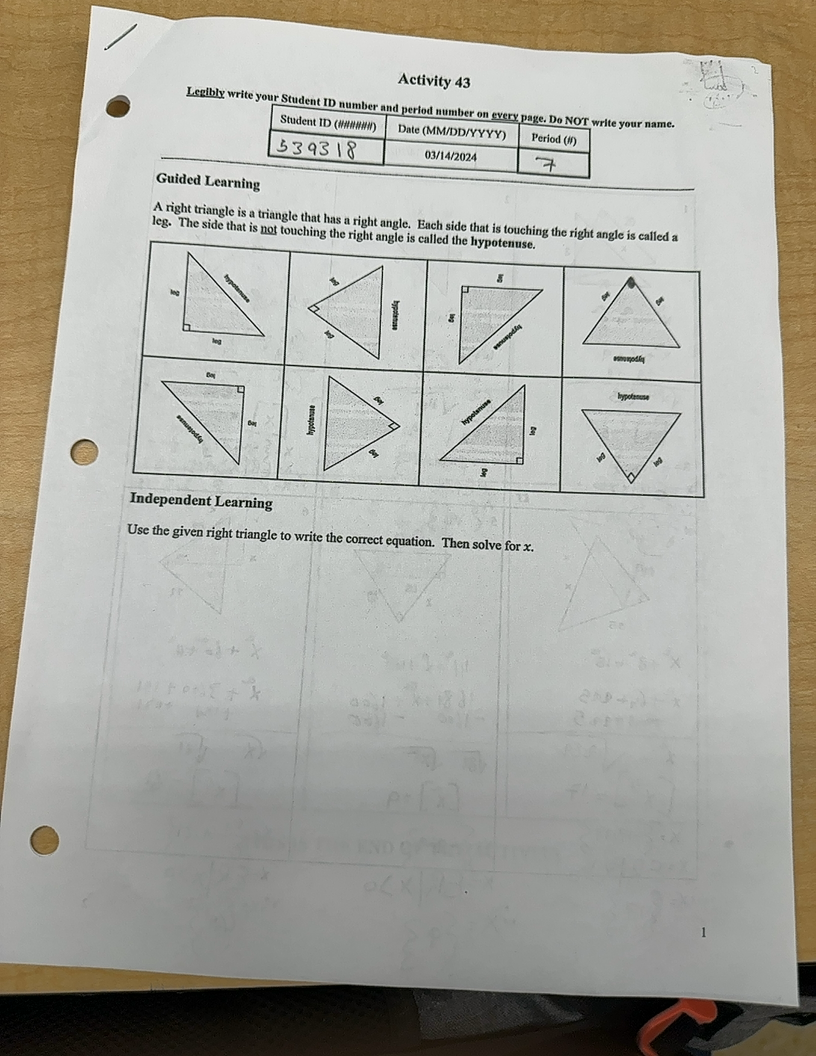 Activity 43
Legibly write your Student ID number and period number on every page. Do NOT write your name.
Student ID (######) Date (MM/DD/YYYY) Period (#)
539318 03/14/2024 7
Guided Learning
A right triangle is a triangle that has a right angle. Each side that is touching the right angle is called a
leg. The side that is not touching the right angle is called the hypotenuse.
leg hypotenuse leg
leg leg hypotenuse
leg leg hypotenuse
leg leg hypotenuse
leg leg hypotenuse
hypotenuse leg leg
hypotenuse leg leg
hypotenuse leg leg
Independent Learning
Use the given right triangle to write the correct equation. Then solve for x.
1